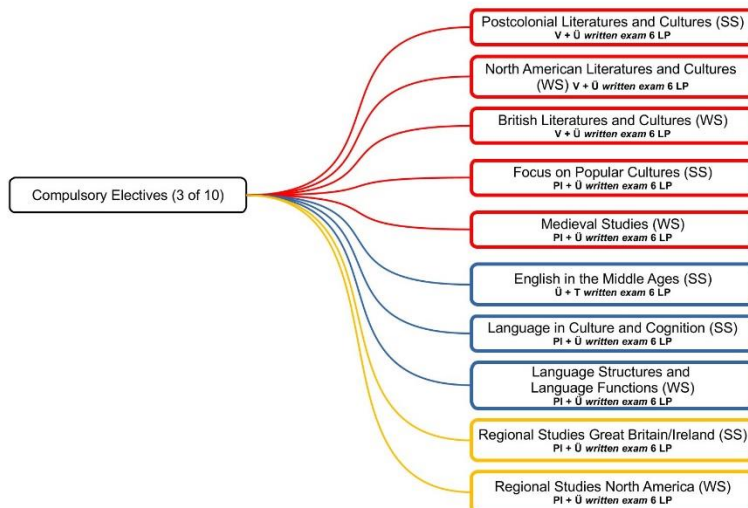 Postcolonial Literatures and Cultures (SS)
V + Ü written exam 6 LP
North American Literatures and Cultures
(WS) V + Ü written exam 6 LP
British Literatures and Cultures (WS)
V + Ü written exam 6 LP
Compulsory Electives (3 of 10)
Focus on Popular Cultures (SS)
PI + Ü written exam 6 LP
Medieval Studies (WS)
PI + Ü written exam 6 LP
English in the Middle Ages (SS)
Ü + T written exam 6 LP
Language in Culture and Cognition (SS)
PI + Ü written exam 6 LP
Language Structures and
Language Functions (WS)
PI + Ü written exam 6 LP
Regional Studies Great Britain/Ireland (SS)
PI + Ü written exam 6 LP
Regional Studies North America (WS)
PI + Ü written exam 6 LP